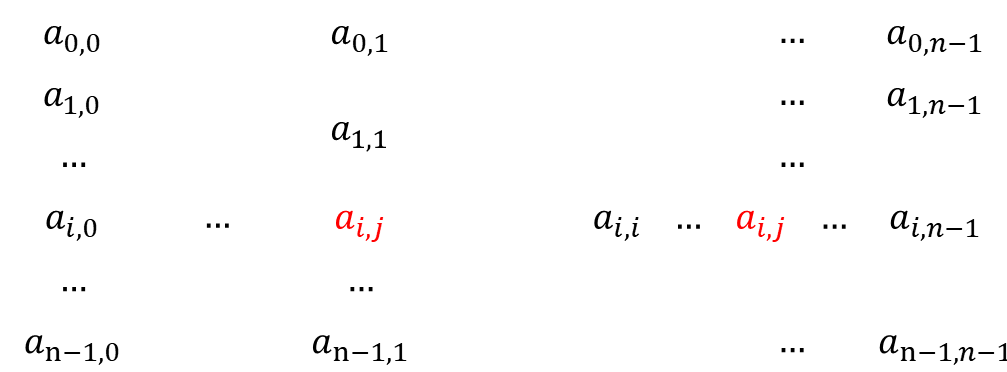 a₀,₀ a₀,₁ ... a₀,ₙ₋₁
a₁,₀ ... a₁,ₙ₋₁
a₁,₁
... ...
aᵢ,₀ ... aᵢ,ⱼ aᵢ,ᵢ ... aᵢ,ⱼ ... aᵢ,ₙ₋₁
... ...
aₙ₋₁,₀ aₙ₋₁,₁ ... aₙ₋₁,ₙ₋₁